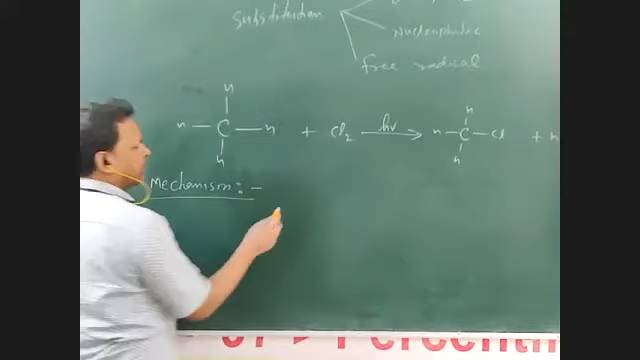 Substitution
Nucleophilic
free radical
H
H — C — H + Cl₂ —hν→ H — C — Cl + H
H
H
H
Mechanism : —